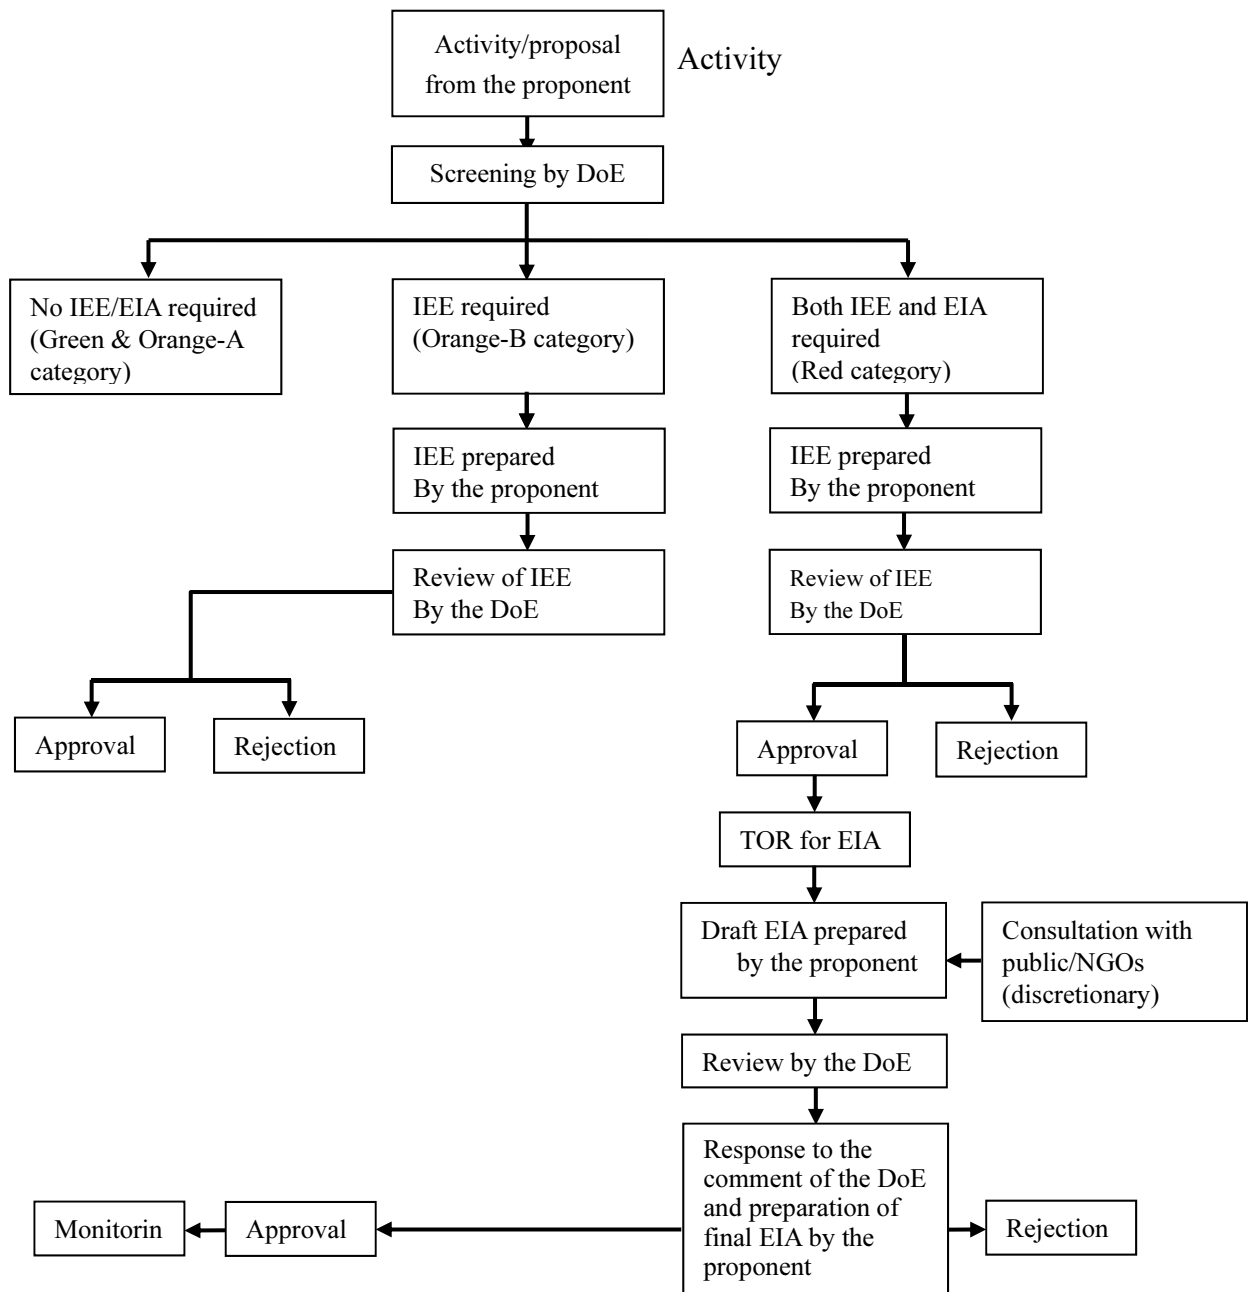 Activity/proposal
from the proponent
Activity
Screening by DoE
No IEE/EIA required
(Green & Orange-A
category)
IEE required
(Orange-B category)
Both IEE and EIA
required
(Red category)
IEE prepared
By the proponent
IEE prepared
By the proponent
Review of IEE
By the DoE
Review of IEE
By the DoE
Approval
Rejection
Approval
Rejection
TOR for EIA
Draft EIA prepared
by the proponent
Consultation with
public/NGOs
(discretionary)
Review by the DoE
Response to the
comment of the DoE
and preparation of
final EIA by the
proponent
Monitorin
Approval
Rejection